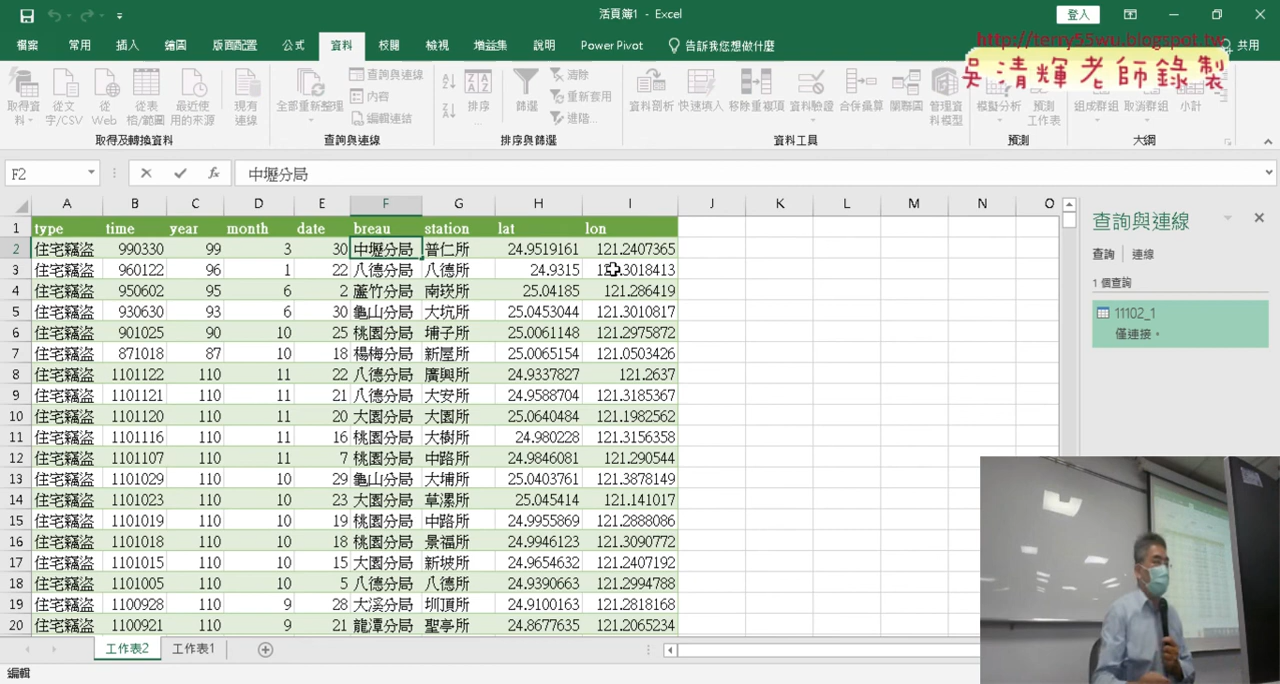 活頁簿1 - Excel
登入
檔案 常用 插入 繪圖 版面配置 公式 資料 校閱 檢視 增益集 說明 Power Pivot 告訴我您想做什麼 共用
http://terry55wu.blogspot.tw
吳清輝老師錄製
取得資料 從文字/CSV 從 Web 從表格/範圍 最近使用的來源 現有連線 全部重新整理 查詢與連線 內容 編輯連結 排序 篩選 清除 重新套用 進階... 資料剖析 快速填入 移除重複項 資料驗證 合併彙算 關聯圖 管理資料模型 模擬分析 預測工作表 組成群組 取消群組 小計
取得及轉換資料 查詢與連線 排序與篩選 資料工具 預測 大綱
F2 fx 中壢分局
A B C D E F G H I J K L M N O
1 type time year month date breau station lat lon
2 住宅竊盜 990330 99 3 30 中壢分局 普仁所 24.9519161 121.2407365
3 住宅竊盜 960122 96 1 22 八德分局 八德所 24.9315 121.3018413
4 住宅竊盜 950602 95 6 2 蘆竹分局 南崁所 25.04185 121.286419
5 住宅竊盜 930630 93 6 30 龜山分局 大坑所 25.0453044 121.3010817
6 住宅竊盜 901025 90 10 25 桃園分局 埔子所 25.0061148 121.2975872
7 住宅竊盜 871018 87 10 18 楊梅分局 新屋所 25.0065154 121.0503426
8 住宅竊盜 1101122 110 11 22 八德分局 廣興所 24.9337827 121.2637
9 住宅竊盜 1101121 110 11 21 八德分局 大安所 24.9588704 121.3185367
10 住宅竊盜 1101120 110 11 20 大園分局 大園所 25.0640484 121.1982562
11 住宅竊盜 1101116 110 11 16 桃園分局 大樹所 24.980228 121.3156358
12 住宅竊盜 1101107 110 11 7 桃園分局 中路所 24.9846081 121.290544
13 住宅竊盜 1101029 110 10 29 龜山分局 大埔所 25.0403761 121.3878149
14 住宅竊盜 1101023 110 10 23 大園分局 草漯所 25.045414 121.141017
15 住宅竊盜 1101019 110 10 19 桃園分局 中路所 24.9955869 121.2888086
16 住宅竊盜 1101018 110 10 18 桃園分局 景福所 24.9946123 121.3090772
17 住宅竊盜 1101015 110 10 15 大園分局 新坡所 24.9654632 121.2407192
18 住宅竊盜 1101005 110 10 5 八德分局 八德所 24.9390663 121.2994788
19 住宅竊盜 1100928 110 9 28 大溪分局 圳頂所 24.9100163 121.2818168
20 住宅竊盜 1100921 110 9 21 龍潭分局 聖亭所 24.8677635 121.2065234
查詢與連線
查詢 連線
1 個查詢
11102_1
僅連接。
工作表2 工作表1
編輯